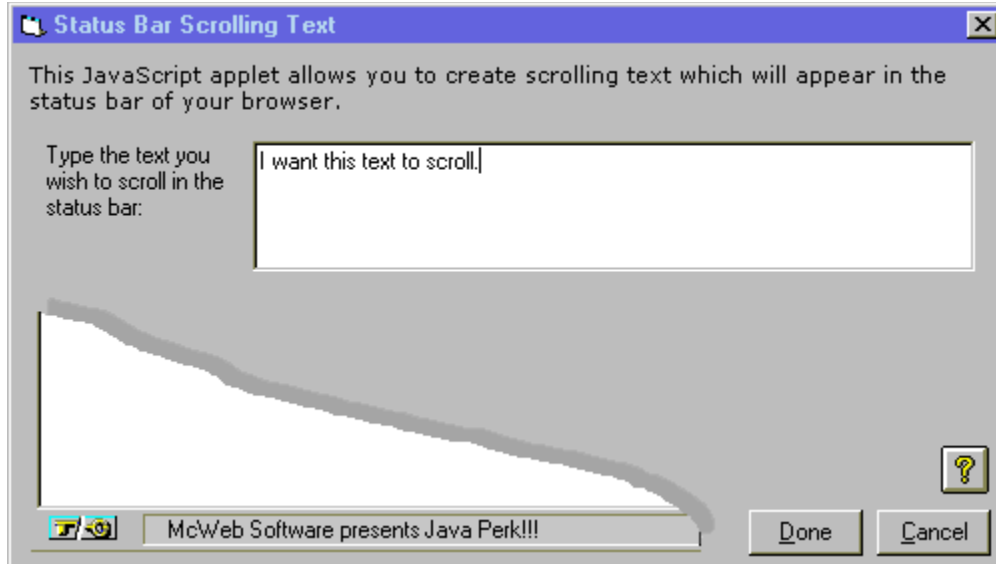 Status Bar Scrolling Text
This JavaScript applet allows you to create scrolling text which will appear in the
status bar of your browser.
Type the text you
wish to scroll in the
status bar:
I want this text to scroll.
?
McWeb Software presents Java Perk!!!
Done
Cancel